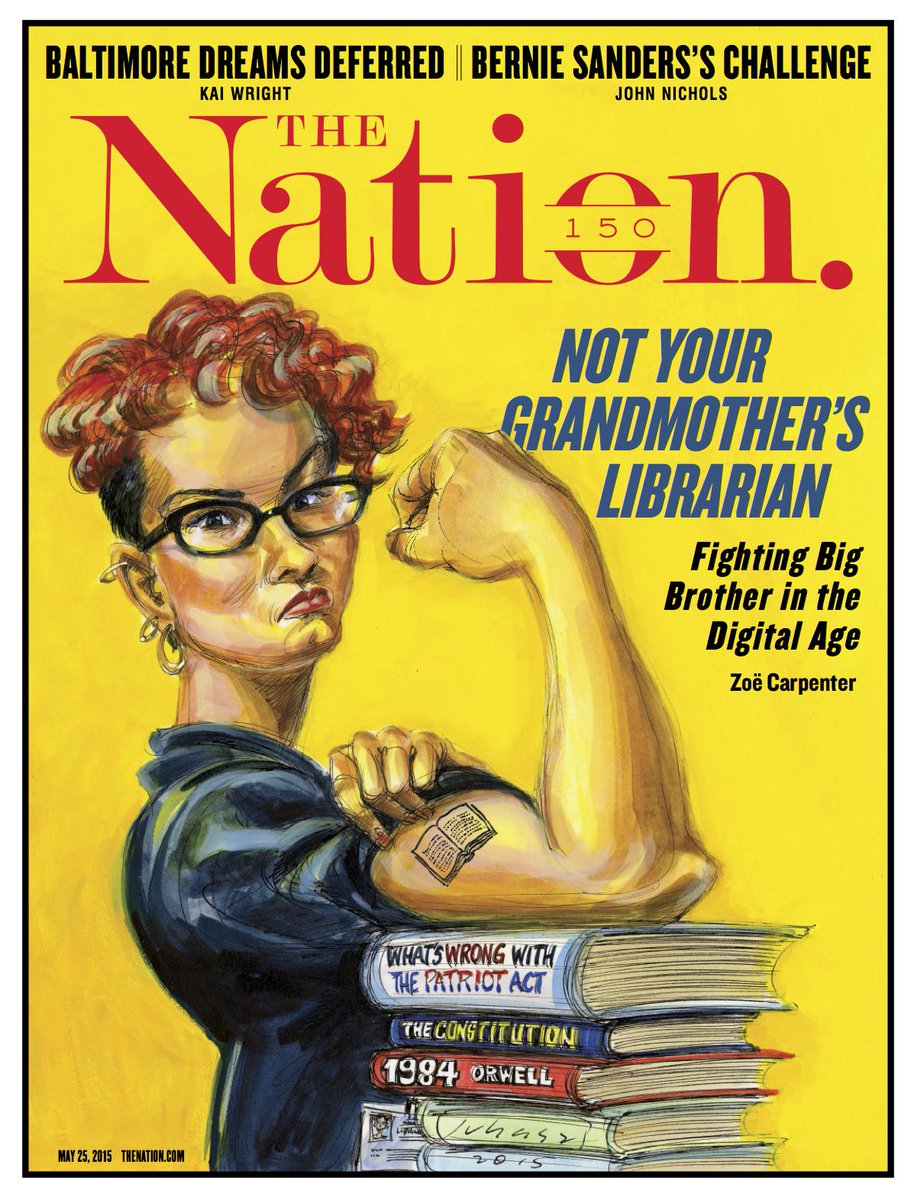 BALTIMORE DREAMS DEFERRED
KAI WRIGHT
BERNIE SANDERS'S CHALLENGE
JOHN NICHOLS
THE
Nation.
150
NOT YOUR
GRANDMOTHER'S
LIBRARIAN
Fighting Big
Brother in the
Digital Age
Zoë Carpenter
WHAT'S WRONG WITH
THE PATRIOT ACT
THE CONSTITUTION
1984 ORWELL
Juhasz
2015
MAY 25, 2015 THENATION.COM